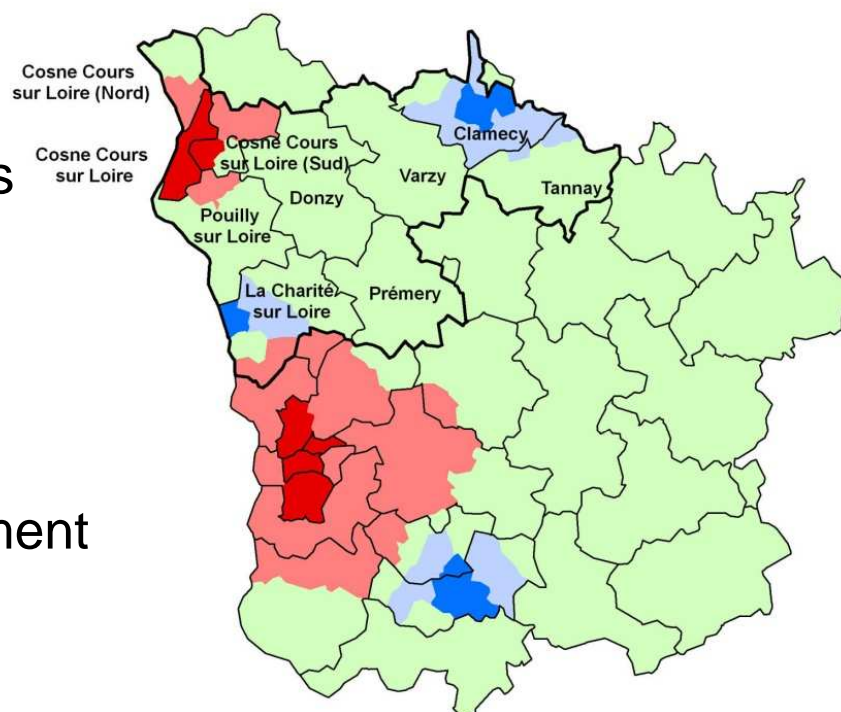 Cosne Cours
sur Loire (Nord)
Cosne Cours
sur Loire
s
Cosne Cours
sur Loire (Sud)
Clamecy
Varzy
Tannay
Donzy
Pouilly
sur Loire
La Charité
sur Loire
Prémery
nent